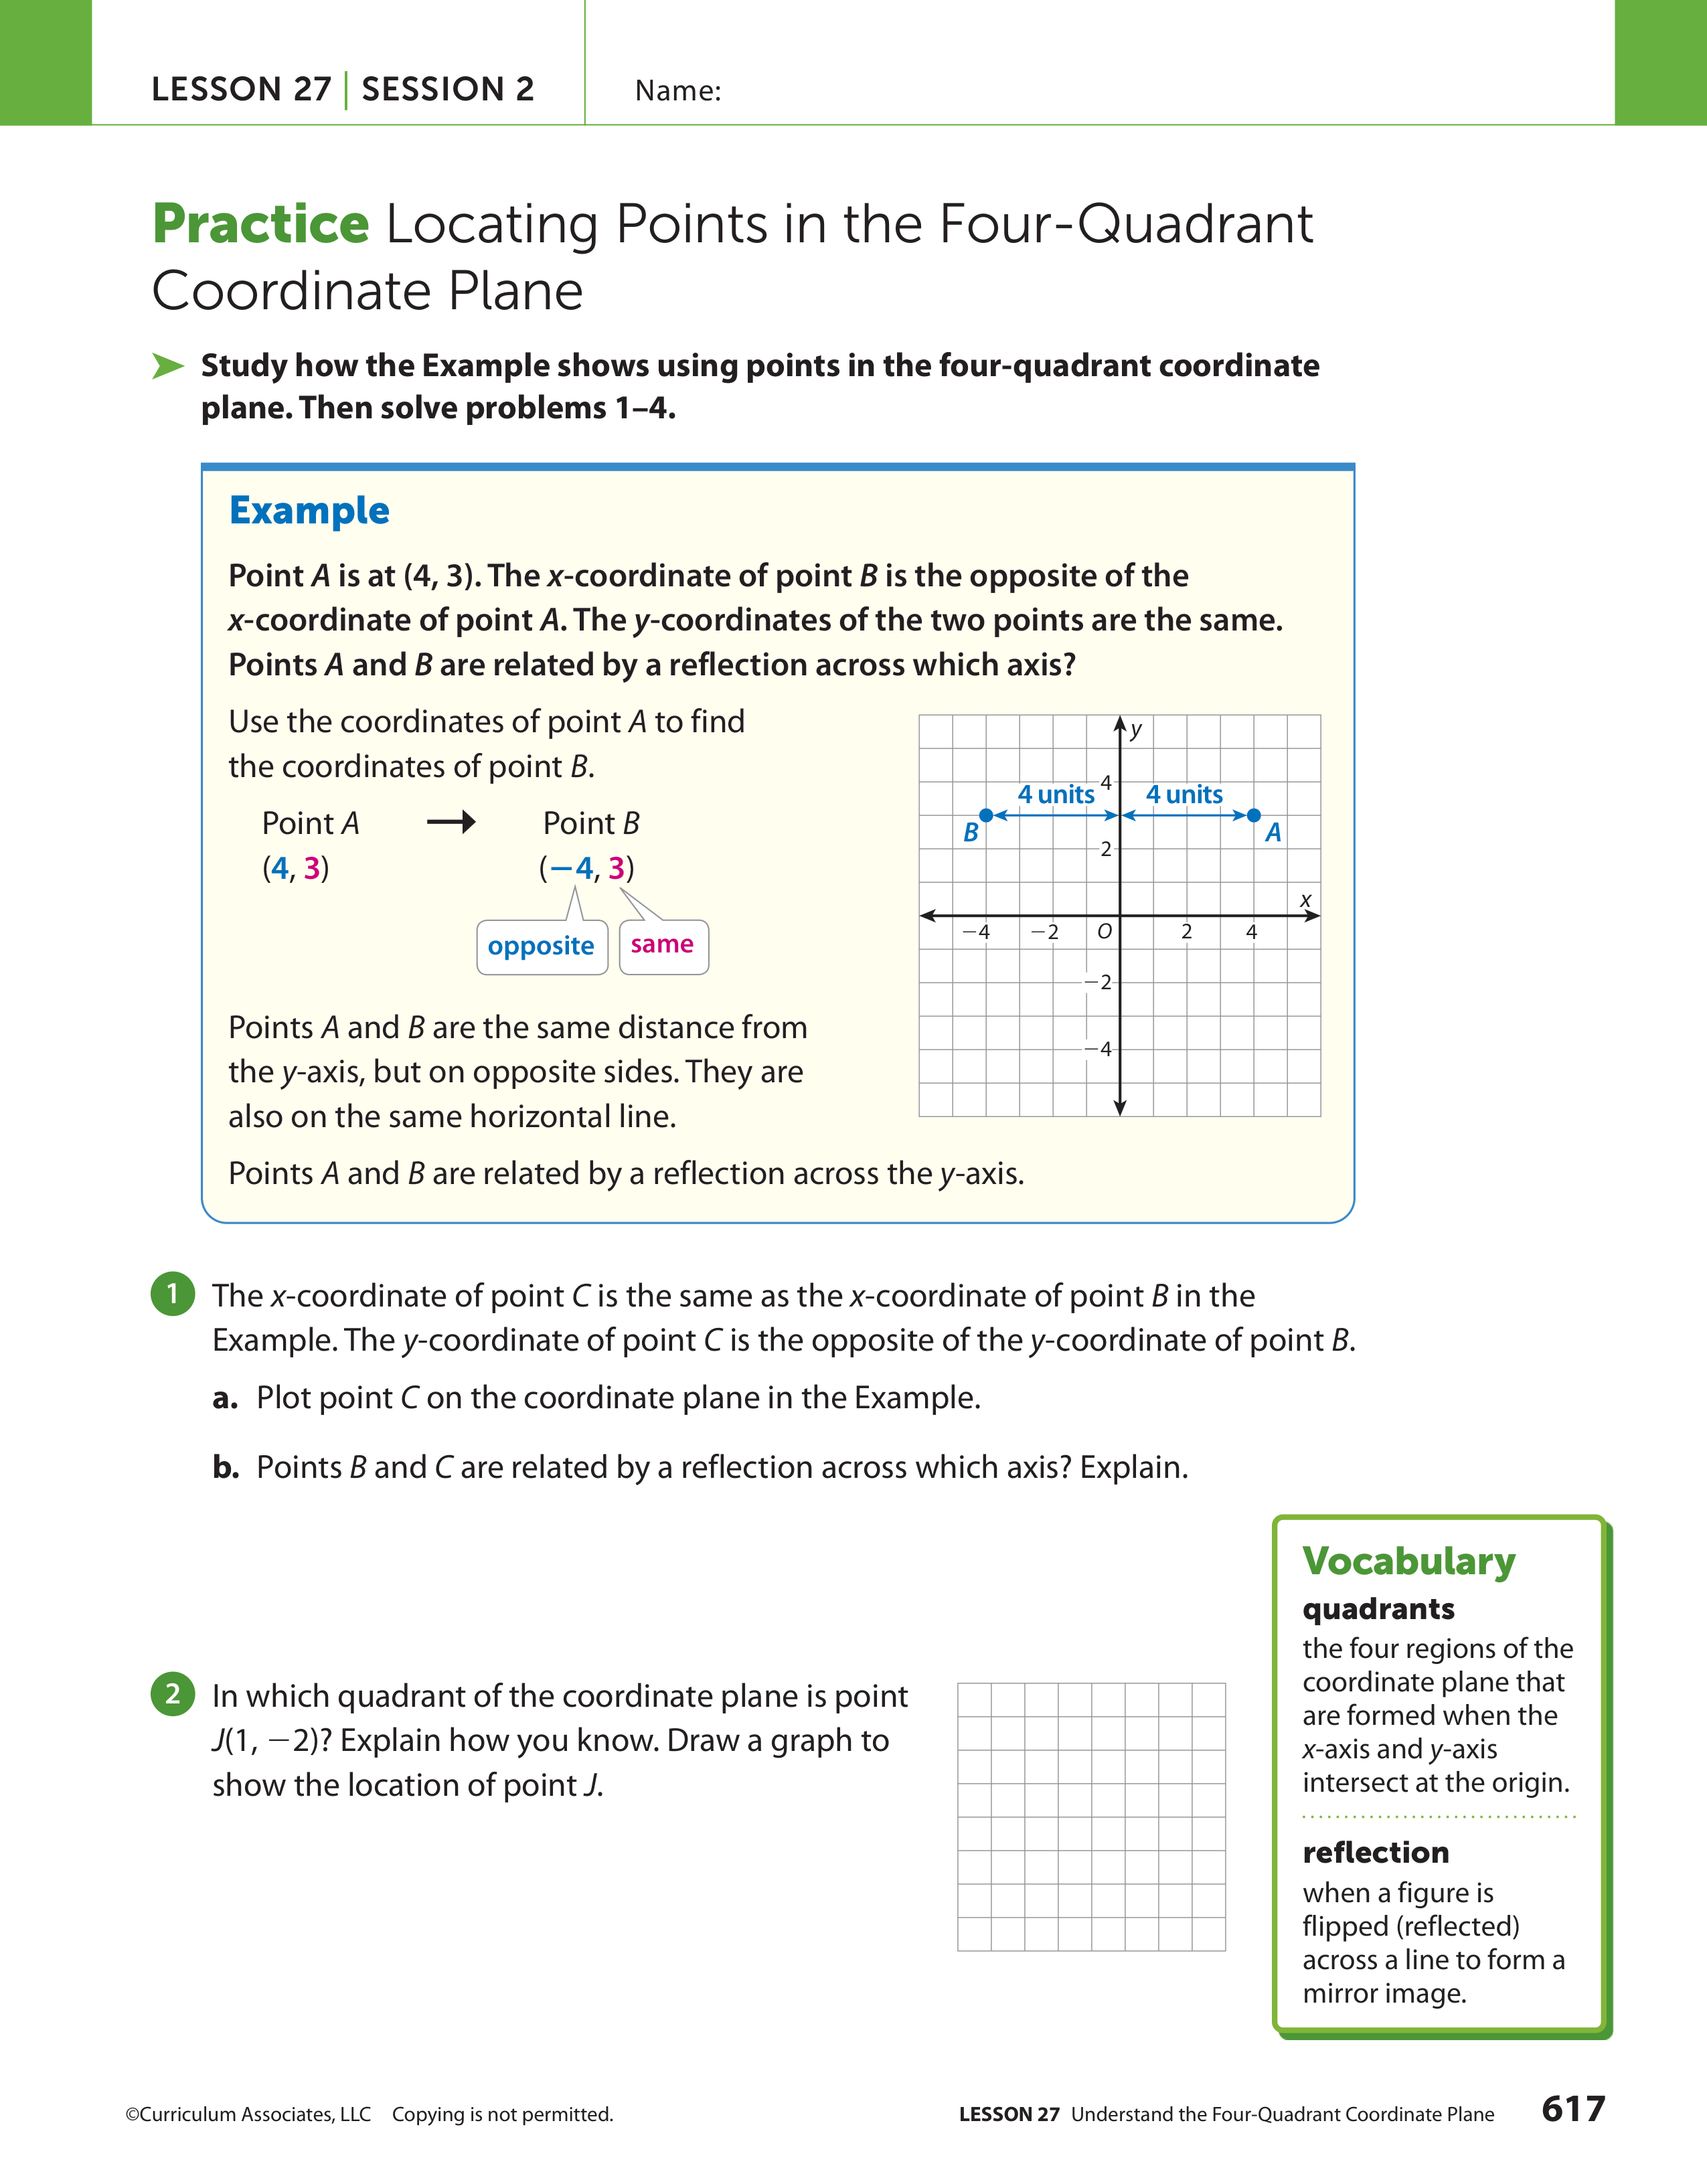 LESSON 27 | SESSION 2
Name:
Practice Locating Points in the Four-Quadrant
Coordinate Plane
➤ Study how the Example shows using points in the four-quadrant coordinate
plane. Then solve problems 1–4.
Example
Point A is at (4, 3). The x-coordinate of point B is the opposite of the
x-coordinate of point A. The y-coordinates of the two points are the same.
Points A and B are related by a reflection across which axis?
Use the coordinates of point A to find
the coordinates of point B.
Point A → Point B
(4, 3) (−4, 3)
opposite same
Points A and B are the same distance from
the y-axis, but on opposite sides. They are
also on the same horizontal line.
Points A and B are related by a reflection across the y-axis.
y
4
4 units 4 units
B A
2
x
−4 −2 O 2 4
−2
−4
1 The x-coordinate of point C is the same as the x-coordinate of point B in the
Example. The y-coordinate of point C is the opposite of the y-coordinate of point B.
a. Plot point C on the coordinate plane in the Example.
b. Points B and C are related by a reflection across which axis? Explain.
2 In which quadrant of the coordinate plane is point
J(1, −2)? Explain how you know. Draw a graph to
show the location of point J.
Vocabulary
quadrants
the four regions of the
coordinate plane that
are formed when the
x-axis and y-axis
intersect at the origin.
reflection
when a figure is
flipped (reflected)
across a line to form a
mirror image.
©Curriculum Associates, LLC Copying is not permitted.
LESSON 27 Understand the Four-Quadrant Coordinate Plane 617